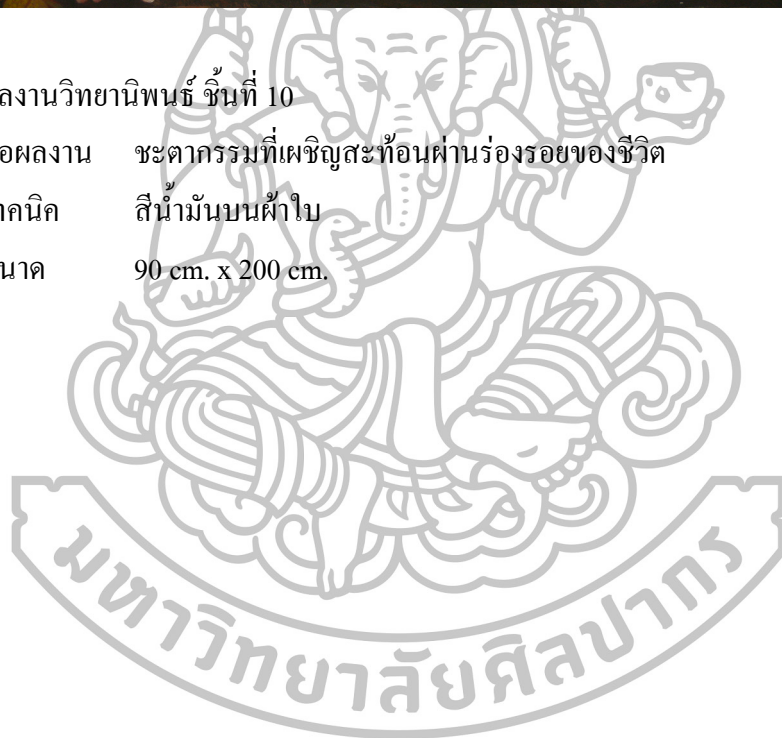 ลงานวิทยานิพนธ์ ชิ้นที่ 10
อผลงาน ชะตากรรมที่เผชิญสะท้อนผ่านร่องรอยของชีวิต
ทคนิค สีน้ำมันบนผ้าใบ
นาด 90 cm. x 200 cm.
มหาวิทยาลัยศิลปากร